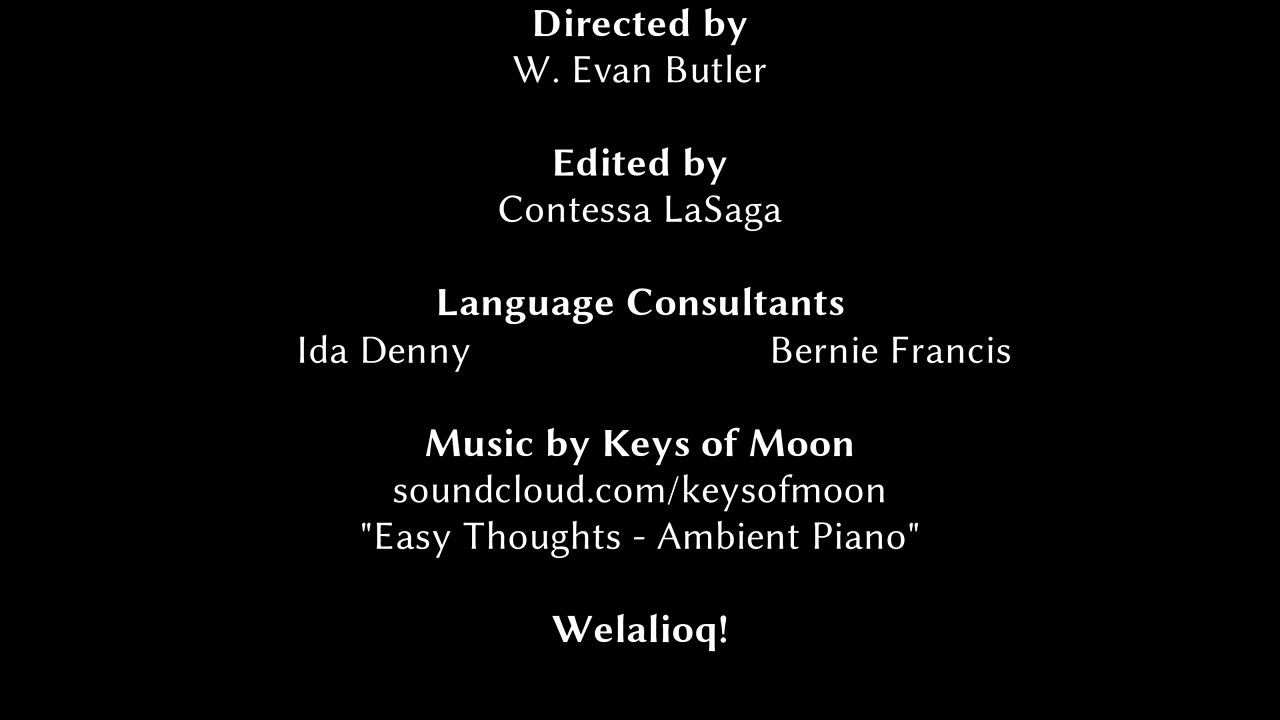 Directed by
W. Evan Butler
Edited by
Contessa LaSaga
Language Consultants
Ida Denny Bernie Francis
Music by Keys of Moon
soundcloud.com/keysofmoon
"Easy Thoughts - Ambient Piano"
Welalioq!